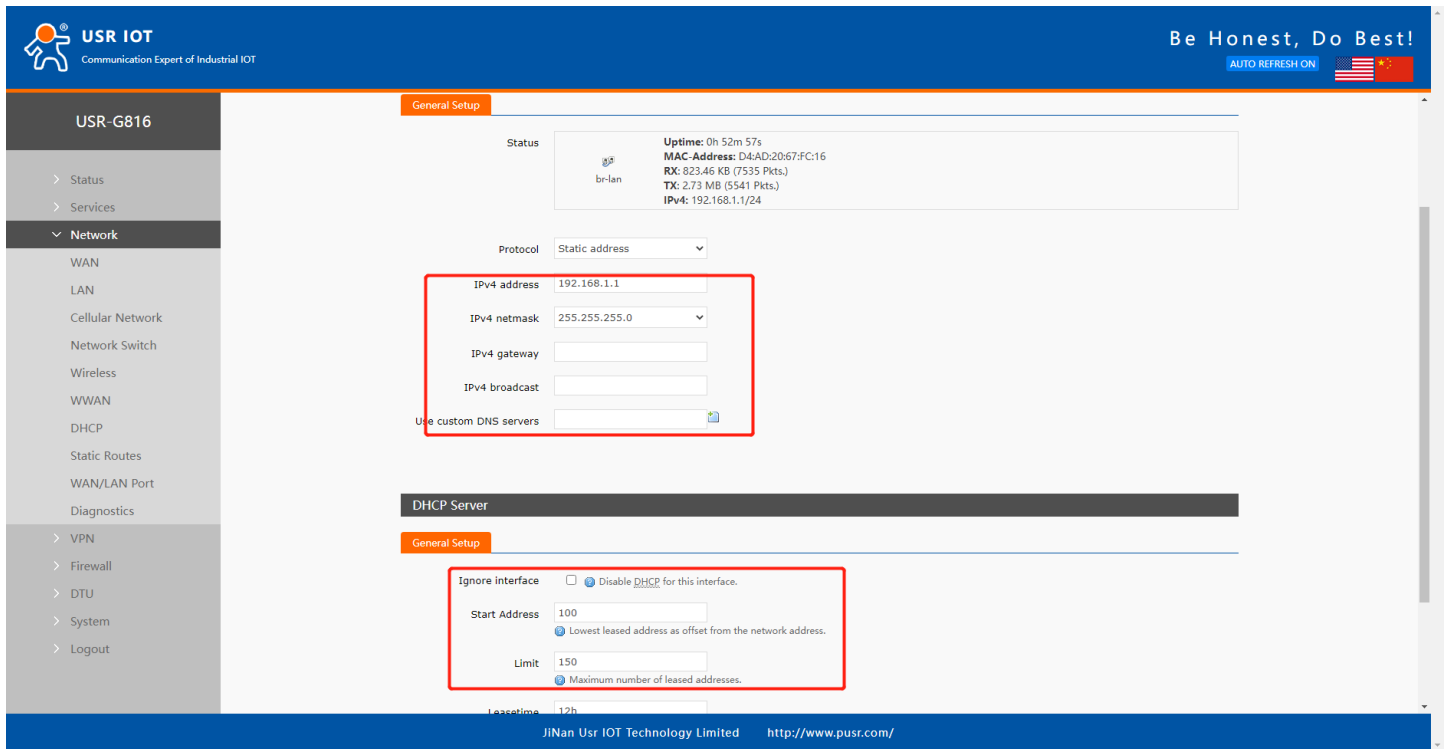 USR IOT
Communication Expert of Industrial IOT
Be Honest, Do Best!
AUTO REFRESH ON
USR-G816
Status
Services
Network
WAN
LAN
Cellular Network
Network Switch
Wireless
WWAN
DHCP
Static Routes
WAN/LAN Port
Diagnostics
VPN
Firewall
DTU
System
Logout
General Setup
Status
br-lan
Uptime: 0h 52m 57s
MAC-Address: D4:AD:20:67:FC:16
RX: 823.46 KB (7535 Pkts.)
TX: 2.73 MB (5541 Pkts.)
IPv4: 192.168.1.1/24
Protocol Static address
IPv4 address 192.168.1.1
IPv4 netmask 255.255.255.0
IPv4 gateway
IPv4 broadcast
Use custom DNS servers
DHCP Server
General Setup
Ignore interface Disable DHCP for this interface.
Start Address 100
Lowest leased address as offset from the network address.
Limit 150
Maximum number of leased addresses.
Leasetime 12h
JiNan Usr IOT Technology Limited http://www.pusr.com/